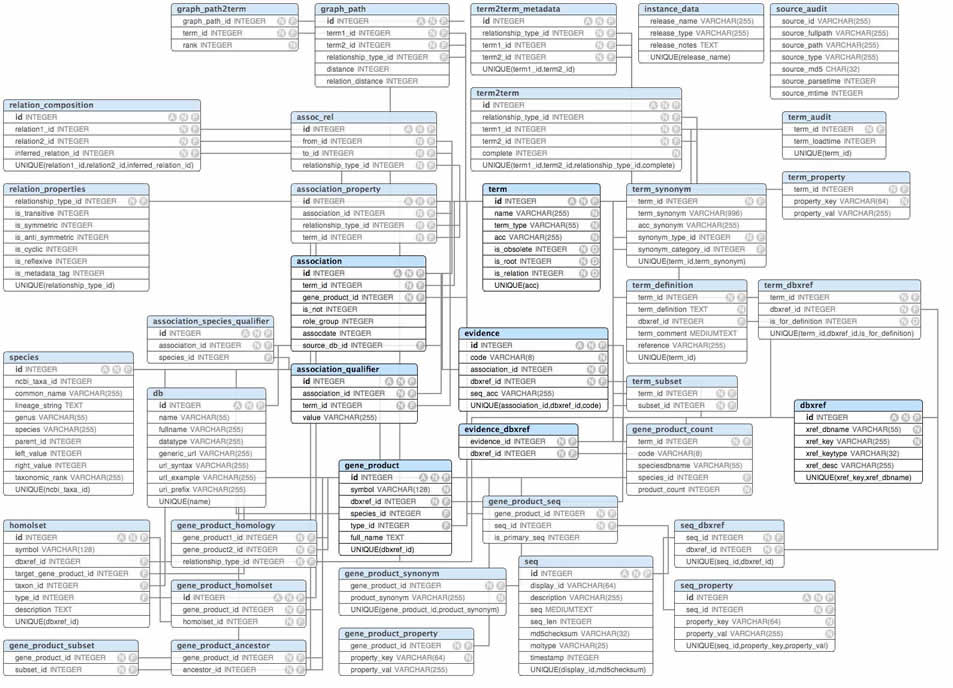 graph_path2term
graph_path_id INTEGER N F
term_id INTEGER N F
rank INTEGER N
graph_path
id INTEGER A N P
term1_id INTEGER N F
term2_id INTEGER N F
relationship_type_id INTEGER F
distance INTEGER
relation_distance INTEGER
term2term_metadata
id INTEGER A N P
relationship_type_id INTEGER N F
term1_id INTEGER N F
term2_id INTEGER N F
UNIQUE(term1_id,term2_id)
instance_data
release_name VARCHAR(255)
release_type VARCHAR(255)
release_notes TEXT
UNIQUE(release_name)
source_audit
source_id VARCHAR(255)
source_fullpath VARCHAR(255)
source_path VARCHAR(255)
source_type VARCHAR(255)
source_md5 CHAR(32)
source_parsetime INTEGER
source_mtime INTEGER
relation_composition
id INTEGER A N P
relation1_id INTEGER N F
relation2_id INTEGER N F
inferred_relation_id INTEGER N F
UNIQUE(relation1_id,relation2_id,inferred_relation_id)
assoc_rel
id INTEGER A N P
from_id INTEGER N F
to_id INTEGER N F
relationship_type_id INTEGER N F
term2term
id INTEGER A N P
relationship_type_id INTEGER N F
term1_id INTEGER N F
term2_id INTEGER N F
complete INTEGER N
UNIQUE(term1_id,term2_id,relationship_type_id,complete)
term_audit
term_id INTEGER N F
term_loadtime INTEGER
UNIQUE(term_id)
relation_properties
relationship_type_id INTEGER N F
is_transitive INTEGER
is_symmetric INTEGER
is_anti_symmetric INTEGER
is_cyclic INTEGER
is_reflexive INTEGER
is_metadata_tag INTEGER
UNIQUE(relationship_type_id)
association_property
id INTEGER A N P
association_id INTEGER N F
relationship_type_id INTEGER N F
term_id INTEGER N F
term
id INTEGER A N P
name VARCHAR(255) N
term_type VARCHAR(55) N
acc VARCHAR(255) N
is_obsolete INTEGER N D
is_root INTEGER N D
is_relation INTEGER N D
UNIQUE(acc)
term_synonym
term_id INTEGER N F
term_synonym VARCHAR(996)
acc_synonym VARCHAR(255)
synonym_type_id INTEGER N F
synonym_category_id INTEGER F
UNIQUE(term_id,term_synonym)
term_property
term_id INTEGER N F
property_key VARCHAR(64) N
property_val VARCHAR(255)
association
id INTEGER A N P
term_id INTEGER N F
gene_product_id INTEGER N F
is_not INTEGER
role_group INTEGER
assocdate INTEGER
source_db_id INTEGER F
term_definition
term_id INTEGER N F
term_definition TEXT N
dbxref_id INTEGER F
term_comment MEDIUMTEXT
reference VARCHAR(255)
UNIQUE(term_id)
term_dbxref
term_id INTEGER N F
dbxref_id INTEGER N F
is_for_definition INTEGER N D
UNIQUE(term_id,dbxref_id,is_for_definition)
association_species_qualifier
id INTEGER A N P
association_id INTEGER N F
species_id INTEGER F
evidence
id INTEGER A N P
code VARCHAR(8) N
association_id INTEGER N F
dbxref_id INTEGER N F
seq_acc VARCHAR(255)
UNIQUE(association_id,dbxref_id,code)
species
id INTEGER A N P
ncbi_taxa_id INTEGER
common_name VARCHAR(255)
lineage_string TEXT
genus VARCHAR(55)
species VARCHAR(255)
parent_id INTEGER
left_value INTEGER
right_value INTEGER
taxonomic_rank VARCHAR(255)
UNIQUE(ncbi_taxa_id)
association_qualifier
id INTEGER A N P
association_id INTEGER N F
term_id INTEGER N F
value VARCHAR(255)
term_subset
term_id INTEGER N F
subset_id INTEGER N F
db
id INTEGER A N P
name VARCHAR(55)
fullname VARCHAR(255)
datatype VARCHAR(255)
generic_url VARCHAR(255)
url_syntax VARCHAR(255)
url_example VARCHAR(255)
uri_prefix VARCHAR(255)
UNIQUE(name)
dbxref
id INTEGER A N P
xref_dbname VARCHAR(55) N
xref_key VARCHAR(255) N
xref_keytype VARCHAR(32)
xref_desc VARCHAR(255)
UNIQUE(xref_key,xref_dbname)
evidence_dbxref
evidence_id INTEGER N F
dbxref_id INTEGER N F
gene_product_count
term_id INTEGER N F
code VARCHAR(8)
speciesdbname VARCHAR(55)
species_id INTEGER F
product_count INTEGER N
gene_product
id INTEGER A N P
symbol VARCHAR(128) N
dbxref_id INTEGER N F
species_id INTEGER F
type_id INTEGER F
full_name TEXT
UNIQUE(dbxref_id)
gene_product_seq
gene_product_id INTEGER N F
seq_id INTEGER N F
is_primary_seq INTEGER
homolset
id INTEGER A N P
symbol VARCHAR(128)
dbxref_id INTEGER F
target_gene_product_id INTEGER F
taxon_id INTEGER F
type_id INTEGER F
description TEXT
UNIQUE(dbxref_id)
gene_product_homology
gene_product1_id INTEGER N F
gene_product2_id INTEGER N F
relationship_type_id INTEGER N F
seq_dbxref
seq_id INTEGER N F
dbxref_id INTEGER N F
UNIQUE(seq_id,dbxref_id)
gene_product_synonym
gene_product_id INTEGER N F
product_synonym VARCHAR(255) N
UNIQUE(gene_product_id,product_synonym)
seq
id INTEGER A N P
display_id VARCHAR(64)
description VARCHAR(255)
seq MEDIUMTEXT
seq_len INTEGER
md5checksum VARCHAR(32)
moltype VARCHAR(25)
timestamp INTEGER
UNIQUE(display_id,md5checksum)
gene_product_homolset
id INTEGER A N P
gene_product_id INTEGER N F
homolset_id INTEGER N F
seq_property
id INTEGER A N P
seq_id INTEGER N F
property_key VARCHAR(64) N
property_val VARCHAR(255) N
UNIQUE(seq_id,property_key,property_val)
gene_product_property
gene_product_id INTEGER N F
property_key VARCHAR(64) N
property_val VARCHAR(255)
gene_product_subset
gene_product_id INTEGER N F
subset_id INTEGER N F
gene_product_ancestor
gene_product_id INTEGER N F
ancestor_id INTEGER N F